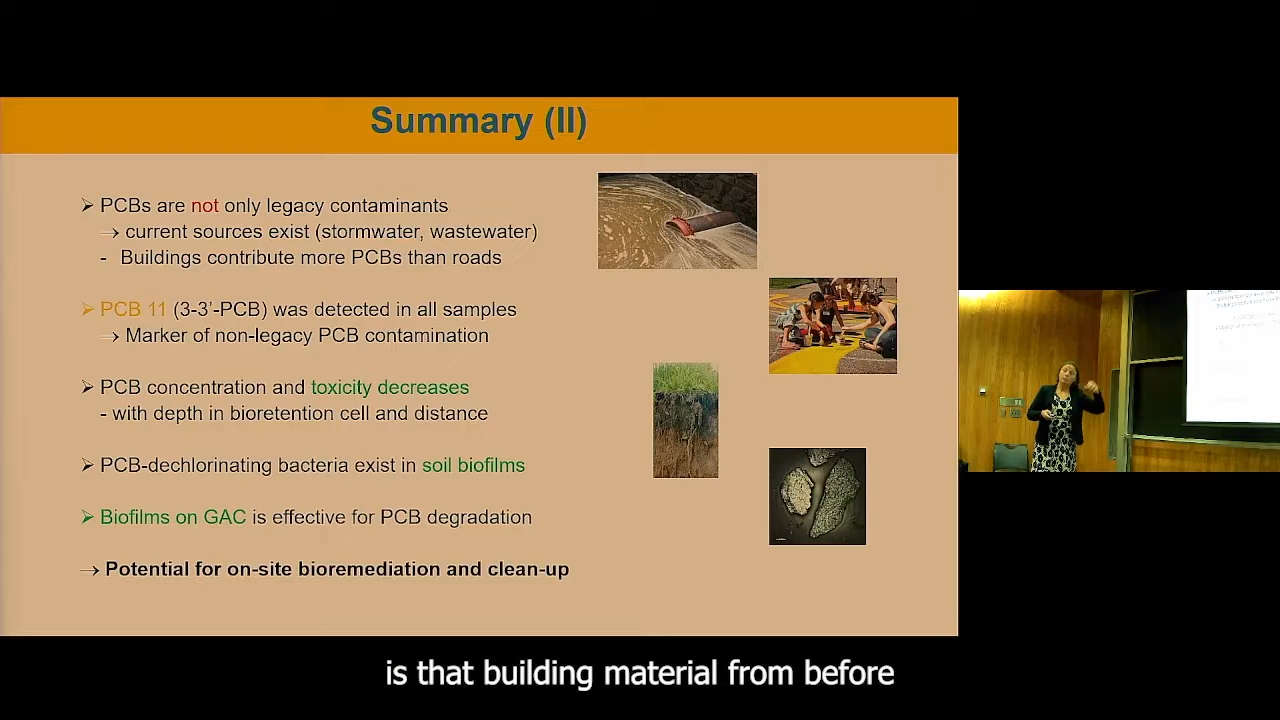 Summary (II)
➢ PCBs are not only legacy contaminants
→ current sources exist (stormwater, wastewater)
- Buildings contribute more PCBs than roads
➢ PCB 11 (3-3'-PCB) was detected in all samples
→ Marker of non-legacy PCB contamination
➢ PCB concentration and toxicity decreases
- with depth in bioretention cell and distance
➢ PCB-dechlorinating bacteria exist in soil biofilms
➢ Biofilms on GAC is effective for PCB degradation
→ Potential for on-site bioremediation and clean-up
is that building material from before